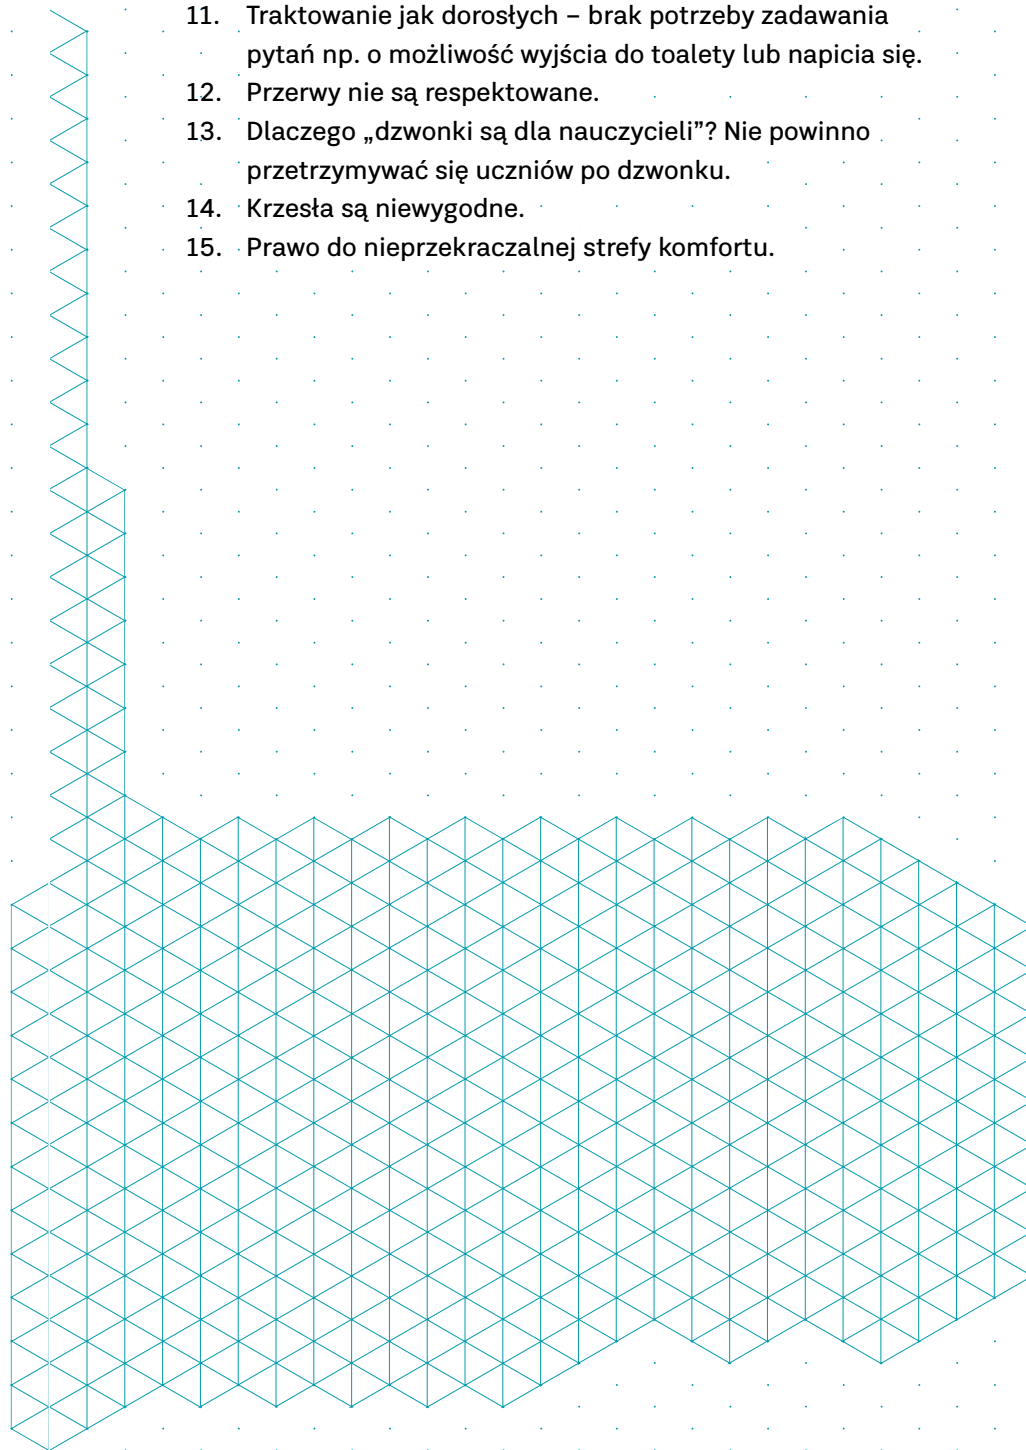 11. Traktowanie jak dorosłych – brak potrzeby zadawania
pytań np. o możliwość wyjścia do toalety lub napicia się.
12. Przerwy nie są respektowane.
13. Dlaczego „dzwonki są dla nauczycieli”? Nie powinno
przetrzymywać się uczniów po dzwonku.
14. Krzesła są niewygodne.
15. Prawo do nieprzekraczalnej strefy komfortu.